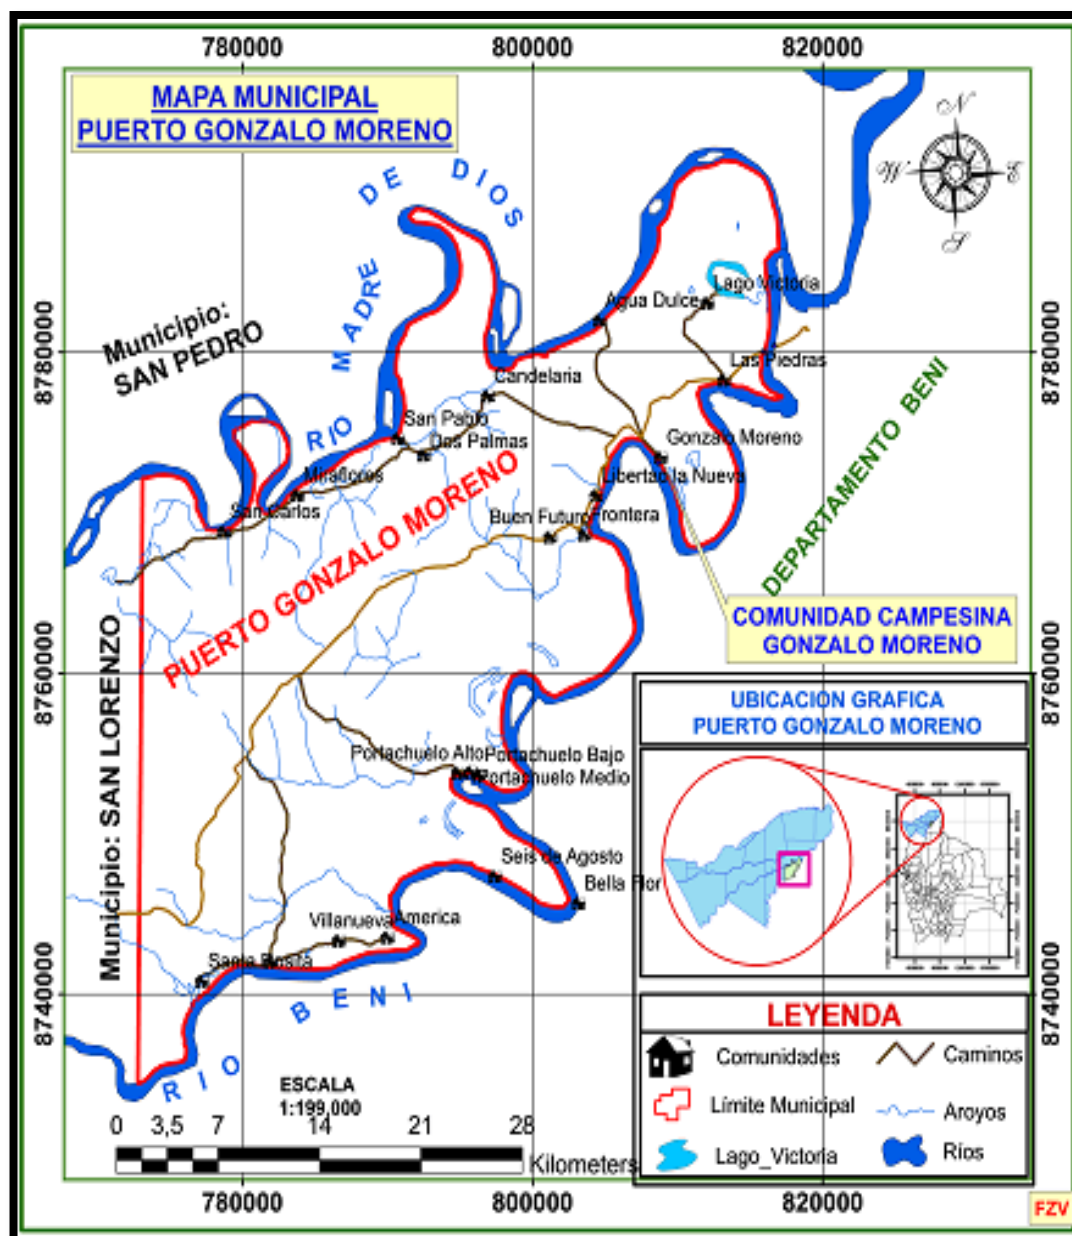 780000
800000
820000
MAPA MUNICIPAL
PUERTO GONZALO MORENO
N
W
E
S
RIO MADRE DE DIOS
Municipio:
SAN PEDRO
Lago Victoria
Agua Dulce
8780000
8780000
Las Piedras
Candelaria
San Pablo
Dos Palmas
Gonzalo Moreno
Miraflores
Libertad la Nueva
San Carlos
Buen Futuro
Frontera
PUERTO GONZALO MORENO
DEPARTAMENTO BENI
COMUNIDAD CAMPESINA
GONZALO MORENO
8760000
8760000
Municipio: SAN LORENZO
UBICACION GRAFICA
PUERTO GONZALO MORENO
Portachuelo Alto
Portachuelo Bajo
Portachuelo Medio
Seis de Agosto
Bella Flor
Villanueva
America
Santa Rosita
8740000
8740000
RIO BENI
LEYENDA
Comunidades
Caminos
Límite Municipal
Aroyos
Lago_Victoria
Ríos
ESCALA
1:199,000
0 3,5 7 14 21 28
Kilometers
780000
800000
820000
FZV